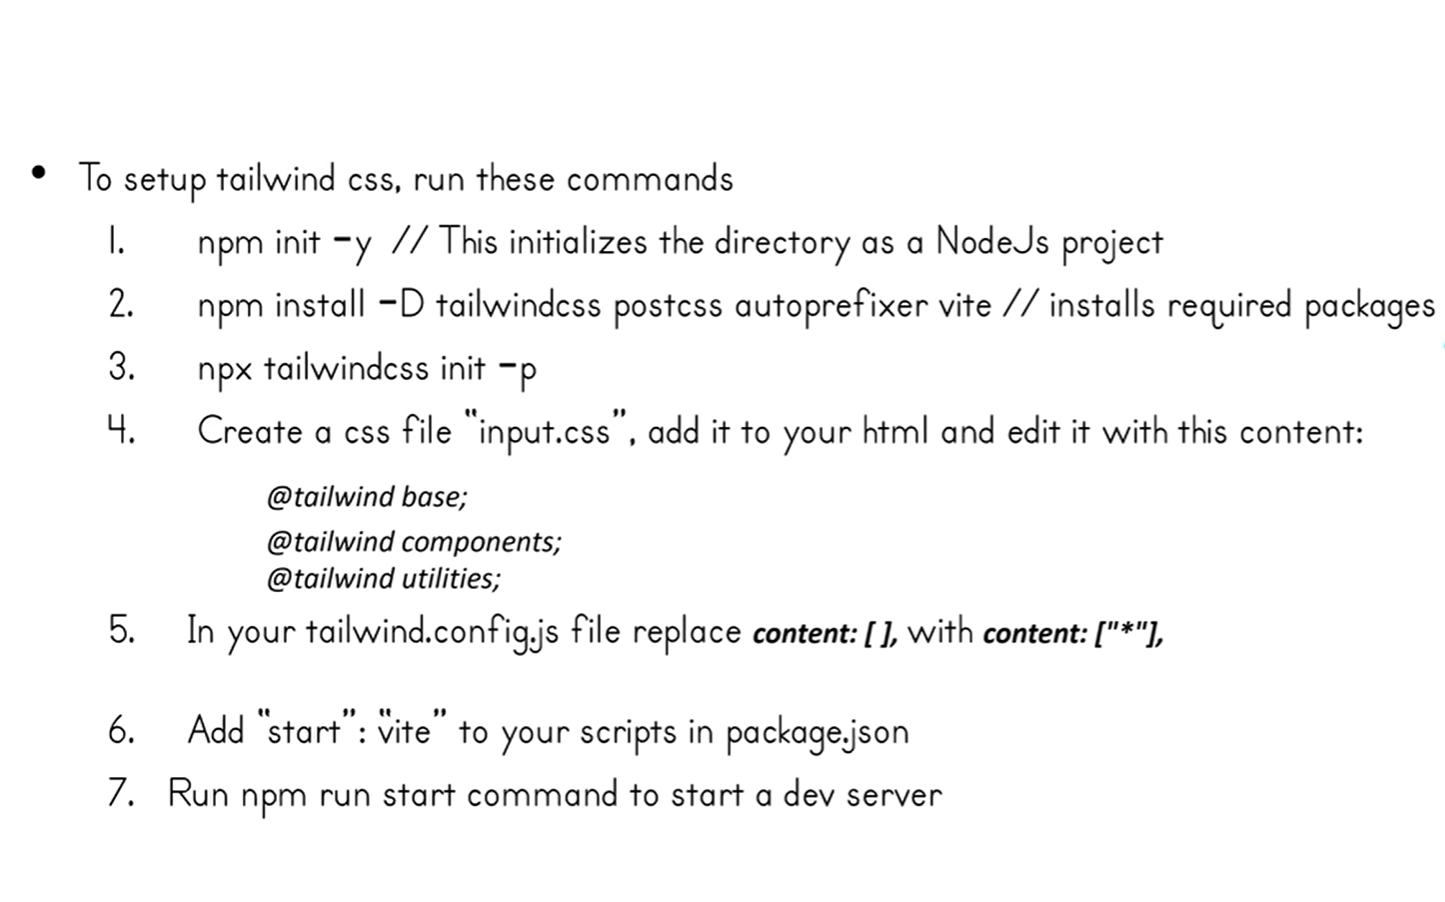 • To setup tailwind css, run these commands
1. npm init -y // This initializes the directory as a NodeJs project
2. npm install -D tailwindcss postcss autoprefixer vite // installs required packages
3. npx tailwindcss init -p
4. Create a css file "input.css", add it to your html and edit it with this content:
@tailwind base;
@tailwind components;
@tailwind utilities;
5. In your tailwind.config.js file replace content: [ ], with content: ["*"],
6. Add "start": "vite" to your scripts in package.json
7. Run npm run start command to start a dev server